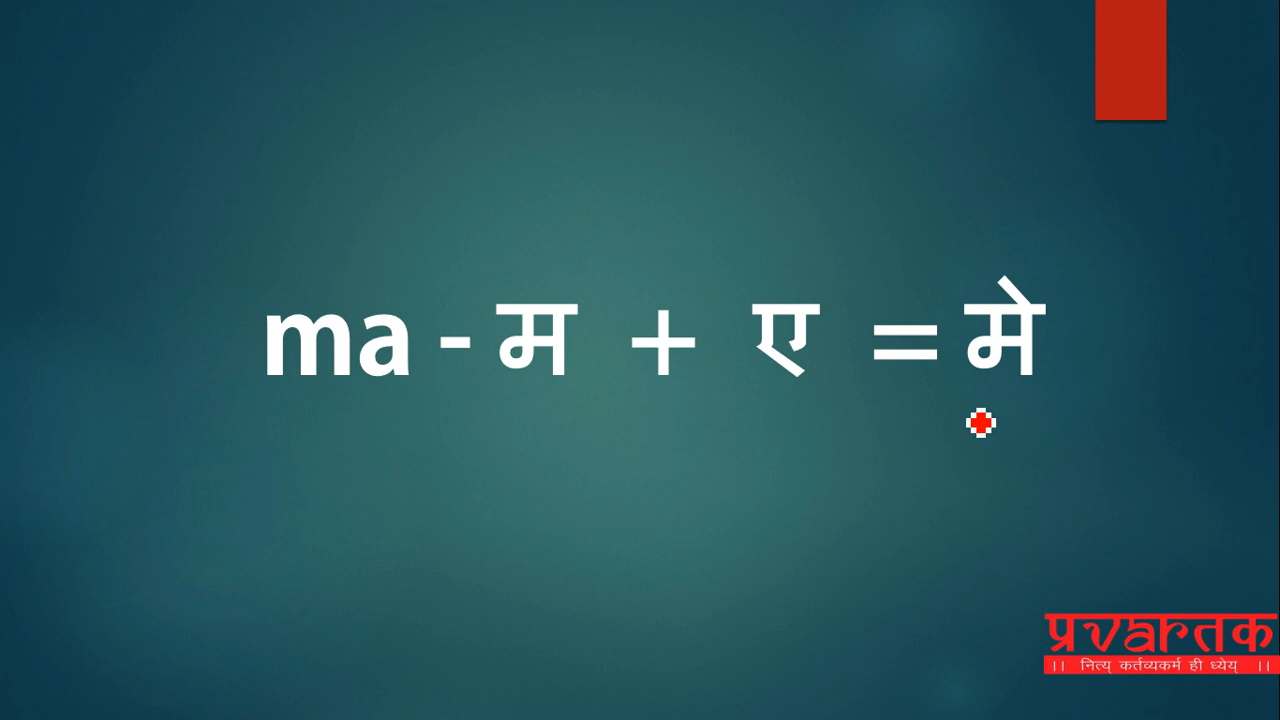 ma - म + ए = मे
प्रvaर्तक
।। नित्य् कर्तव्यकर्म ही ध्येय् ।।